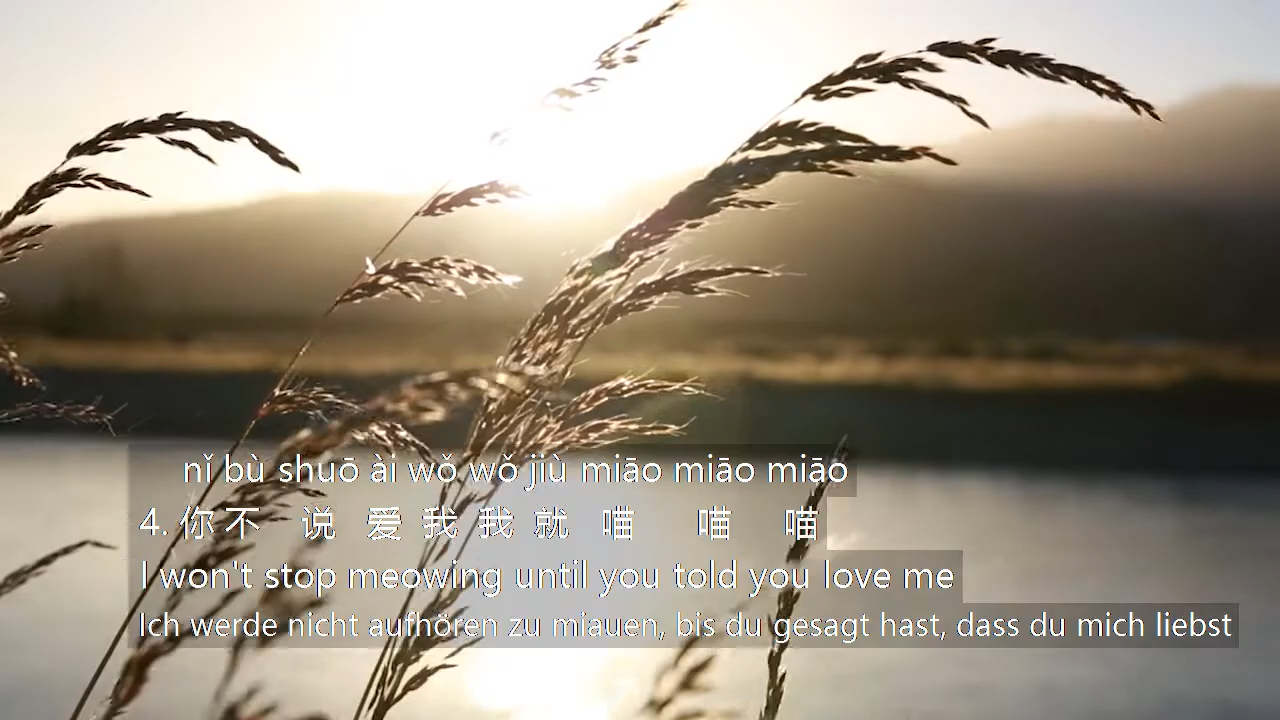 nǐ bù shuō ài wǒ wǒ jiù miāo miāo miāo
4. 你不 说 爱 我 我 就 喵 喵 喵
I won't stop meowing until you told you love me
Ich werde nicht aufhören zu miauen, bis du gesagt hast, dass du mich liebst